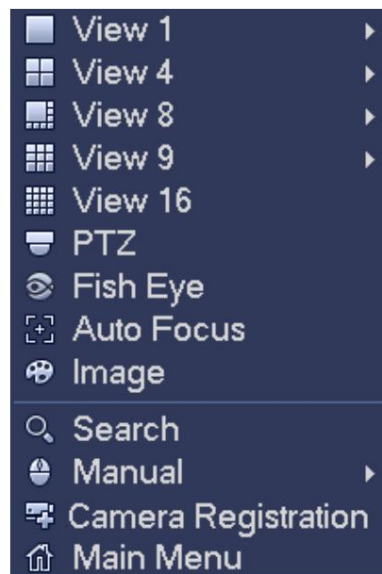 View 1
View 4
View 8
View 9
View 16
PTZ
Fish Eye
Auto Focus
Image
Search
Manual
Camera Registration
Main Menu